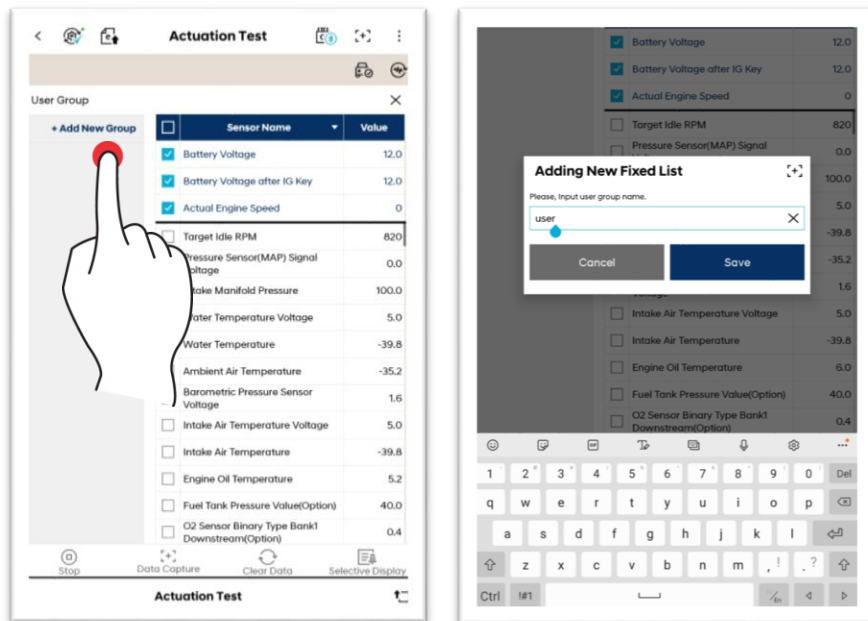 Actuation Test
User Group
+ Add New Group
Sensor Name Value
Battery Voltage 12.0
Battery Voltage after IG Key 12.0
Actual Engine Speed 0
Target Idle RPM 820
Pressure Sensor(MAP) Signal
Voltage 0.0
Intake Manifold Pressure 100.0
Water Temperature Voltage 5.0
Water Temperature -39.8
Ambient Air Temperature -35.2
Barometric Pressure Sensor
Voltage 1.6
Intake Air Temperature Voltage 5.0
Intake Air Temperature -39.8
Engine Oil Temperature 5.2
Fuel Tank Pressure Value(Option) 40.0
O2 Sensor Binary Type Bank1
Downstream(Option) 0.4
Stop Data Capture Clear Data Selective Display
Actuation Test
Battery Voltage 12.0
Battery Voltage after IG Key 12.0
Actual Engine Speed 0
Target Idle RPM 820
Pressure Sensor(MAP) Signal
0.0
100.0
5.0
-39.8
-35.2
1.6
Adding New Fixed List
Please, Input user group name.
user
Cancel Save
Intake Air Temperature Voltage 5.0
Intake Air Temperature -39.8
Engine Oil Temperature 6.0
Fuel Tank Pressure Value(Option) 40.0
O2 Sensor Binary Type Bank1
Downstream(Option) 0.4
GIF
1 2 3 4 5 6 7 8 9 0 Del
q w e r t y u i o p
a s d f g h j k l
z x c v b n m , ! . ?
Ctrl !#1 En